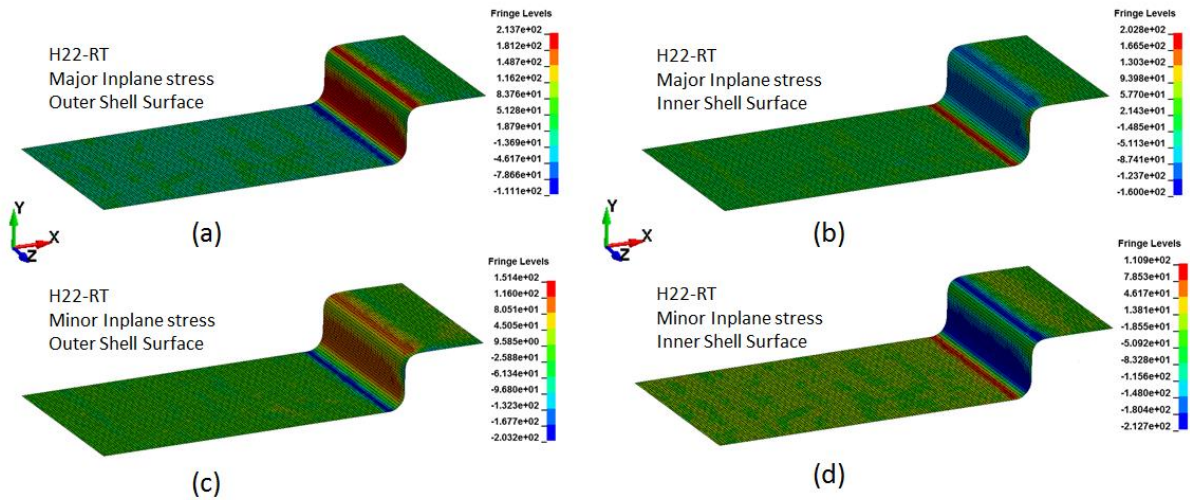 H22-RT
Major Inplane stress
Outer Shell Surface
Fringe Levels
2.137e+02
1.812e+02
1.487e+02
1.162e+02
8.376e+01
5.128e+01
1.879e+01
-1.369e+01
-4.617e+01
-7.866e+01
-1.111e+02
Y
X
Z
(a)
H22-RT
Major Inplane stress
Inner Shell Surface
Fringe Levels
2.028e+02
1.665e+02
1.303e+02
9.398e+01
5.770e+01
2.143e+01
-1.485e+01
-5.113e+01
-8.741e+01
-1.237e+02
-1.600e+02
Y
X
Z
(b)
H22-RT
Minor Inplane stress
Outer Shell Surface
Fringe Levels
1.514e+02
1.160e+02
8.051e+01
4.505e+01
9.585e+00
-2.588e+01
-6.134e+01
-9.680e+01
-1.323e+02
-1.677e+02
-2.032e+02
(c)
H22-RT
Minor Inplane stress
Inner Shell Surface
Fringe Levels
1.109e+02
7.853e+01
4.617e+01
1.381e+01
-1.855e+01
-5.092e+01
-8.328e+01
-1.156e+02
-1.480e+02
-1.804e+02
-2.127e+02
(d)